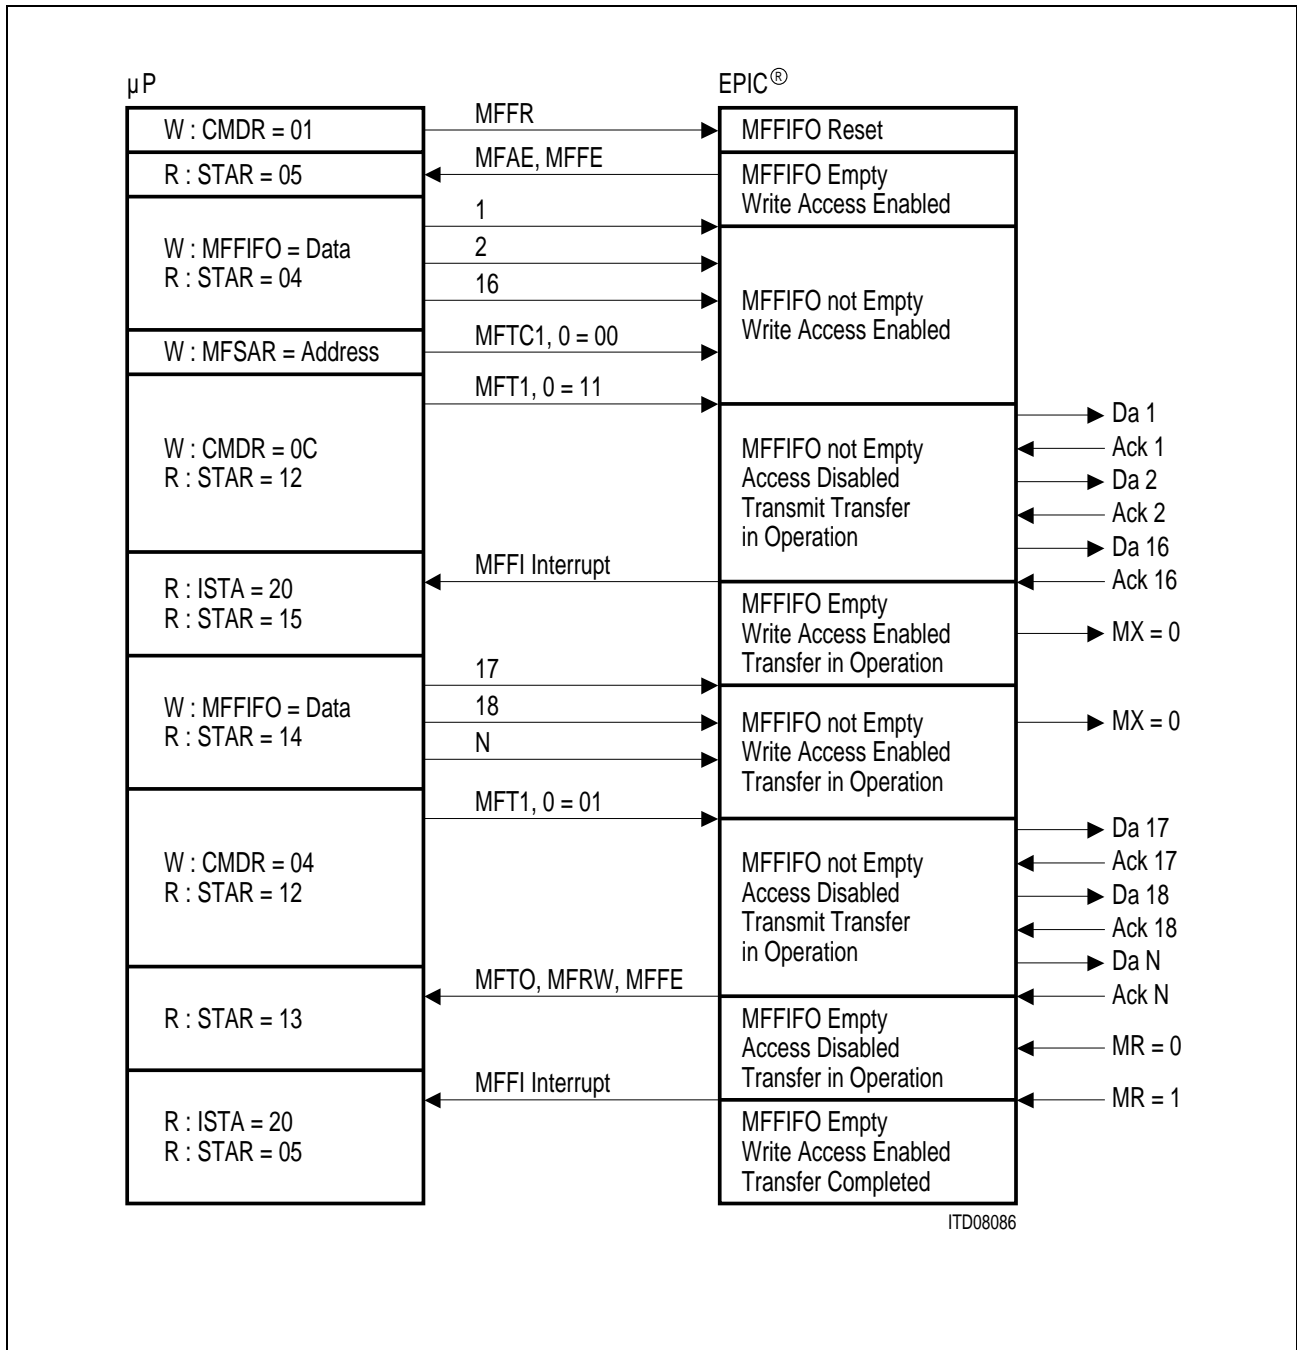 µP
EPIC®
W : CMDR = 01
MFFR
MFFIFO Reset
R : STAR = 05
MFAE, MFFE
MFFIFO Empty
Write Access Enabled
W : MFFIFO = Data
R : STAR = 04
1
2
16
MFFIFO not Empty
Write Access Enabled
W : MFSAR = Address
MFTC1, 0 = 00
MFT1, 0 = 11
W : CMDR = 0C
R : STAR = 12
MFFIFO not Empty
Access Disabled
Transmit Transfer
in Operation
Da 1
Ack 1
Da 2
Ack 2
Da 16
Ack 16
MFFI Interrupt
R : ISTA = 20
R : STAR = 15
MFFIFO Empty
Write Access Enabled
Transfer in Operation
MX = 0
W : MFFIFO = Data
R : STAR = 14
17
18
N
MFFIFO not Empty
Write Access Enabled
Transfer in Operation
MX = 0
MFT1, 0 = 01
W : CMDR = 04
R : STAR = 12
MFFIFO not Empty
Access Disabled
Transmit Transfer
in Operation
Da 17
Ack 17
Da 18
Ack 18
Da N
Ack N
MFTO, MFRW, MFFE
R : STAR = 13
MFFIFO Empty
Access Disabled
Transfer in Operation
MR = 0
MR = 1
MFFI Interrupt
R : ISTA = 20
R : STAR = 05
MFFIFO Empty
Write Access Enabled
Transfer Completed
ITD08086